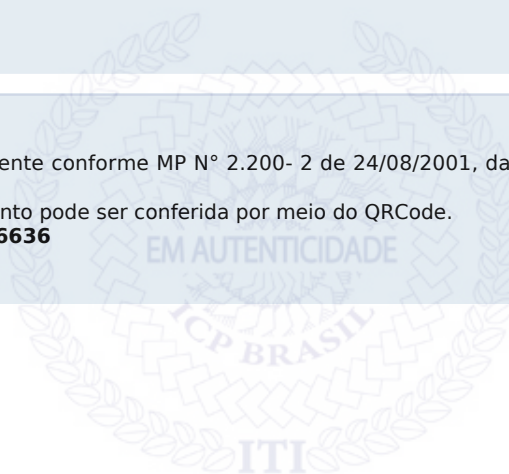 ente conforme MP N° 2.200- 2 de 24/08/2001, da
nto pode ser conferida por meio do QRCode.
6636
EM AUTENTICIDADE
ICP BRASIL
ITI